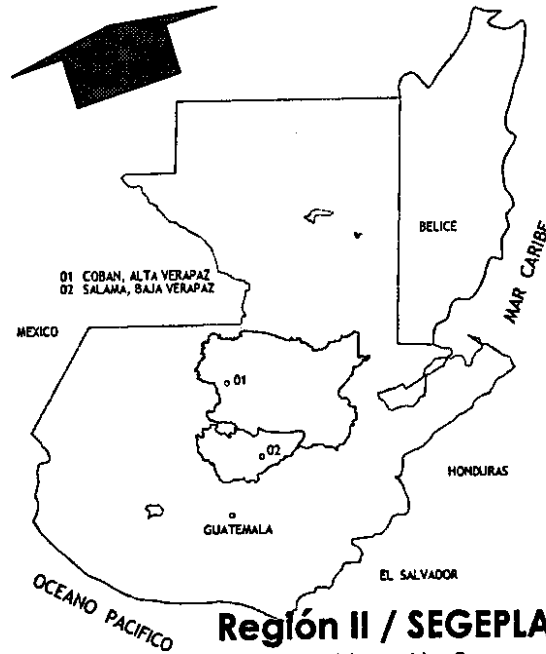 BELICE
MAR CARIBE
01 COBAN, ALTA VERAPAZ
02 SALAMA, BAJA VERAPAZ
MEXICO
01
02
HONDURAS
GUATEMALA
EL SALVADOR
OCEANO PACIFICO
Región II / SEGEPLA